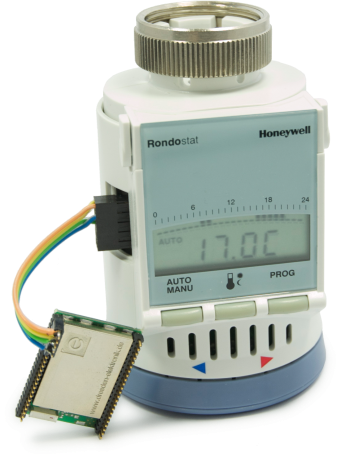 Rondostat Honeywell
0 6 12 18 24
AUTO
17.0C
AUTO PROG
MANU